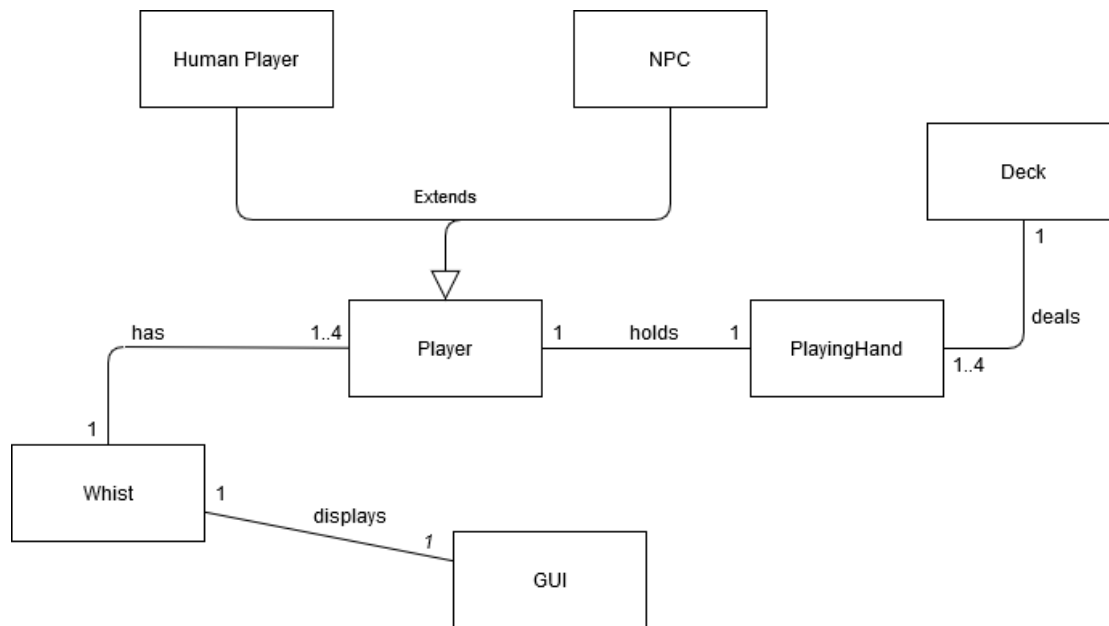 Human Player
NPC
Deck
Extends
1
has
1..4
Player
1
holds
1
PlayingHand
deals
1..4
1
Whist
1
displays
1
GUI